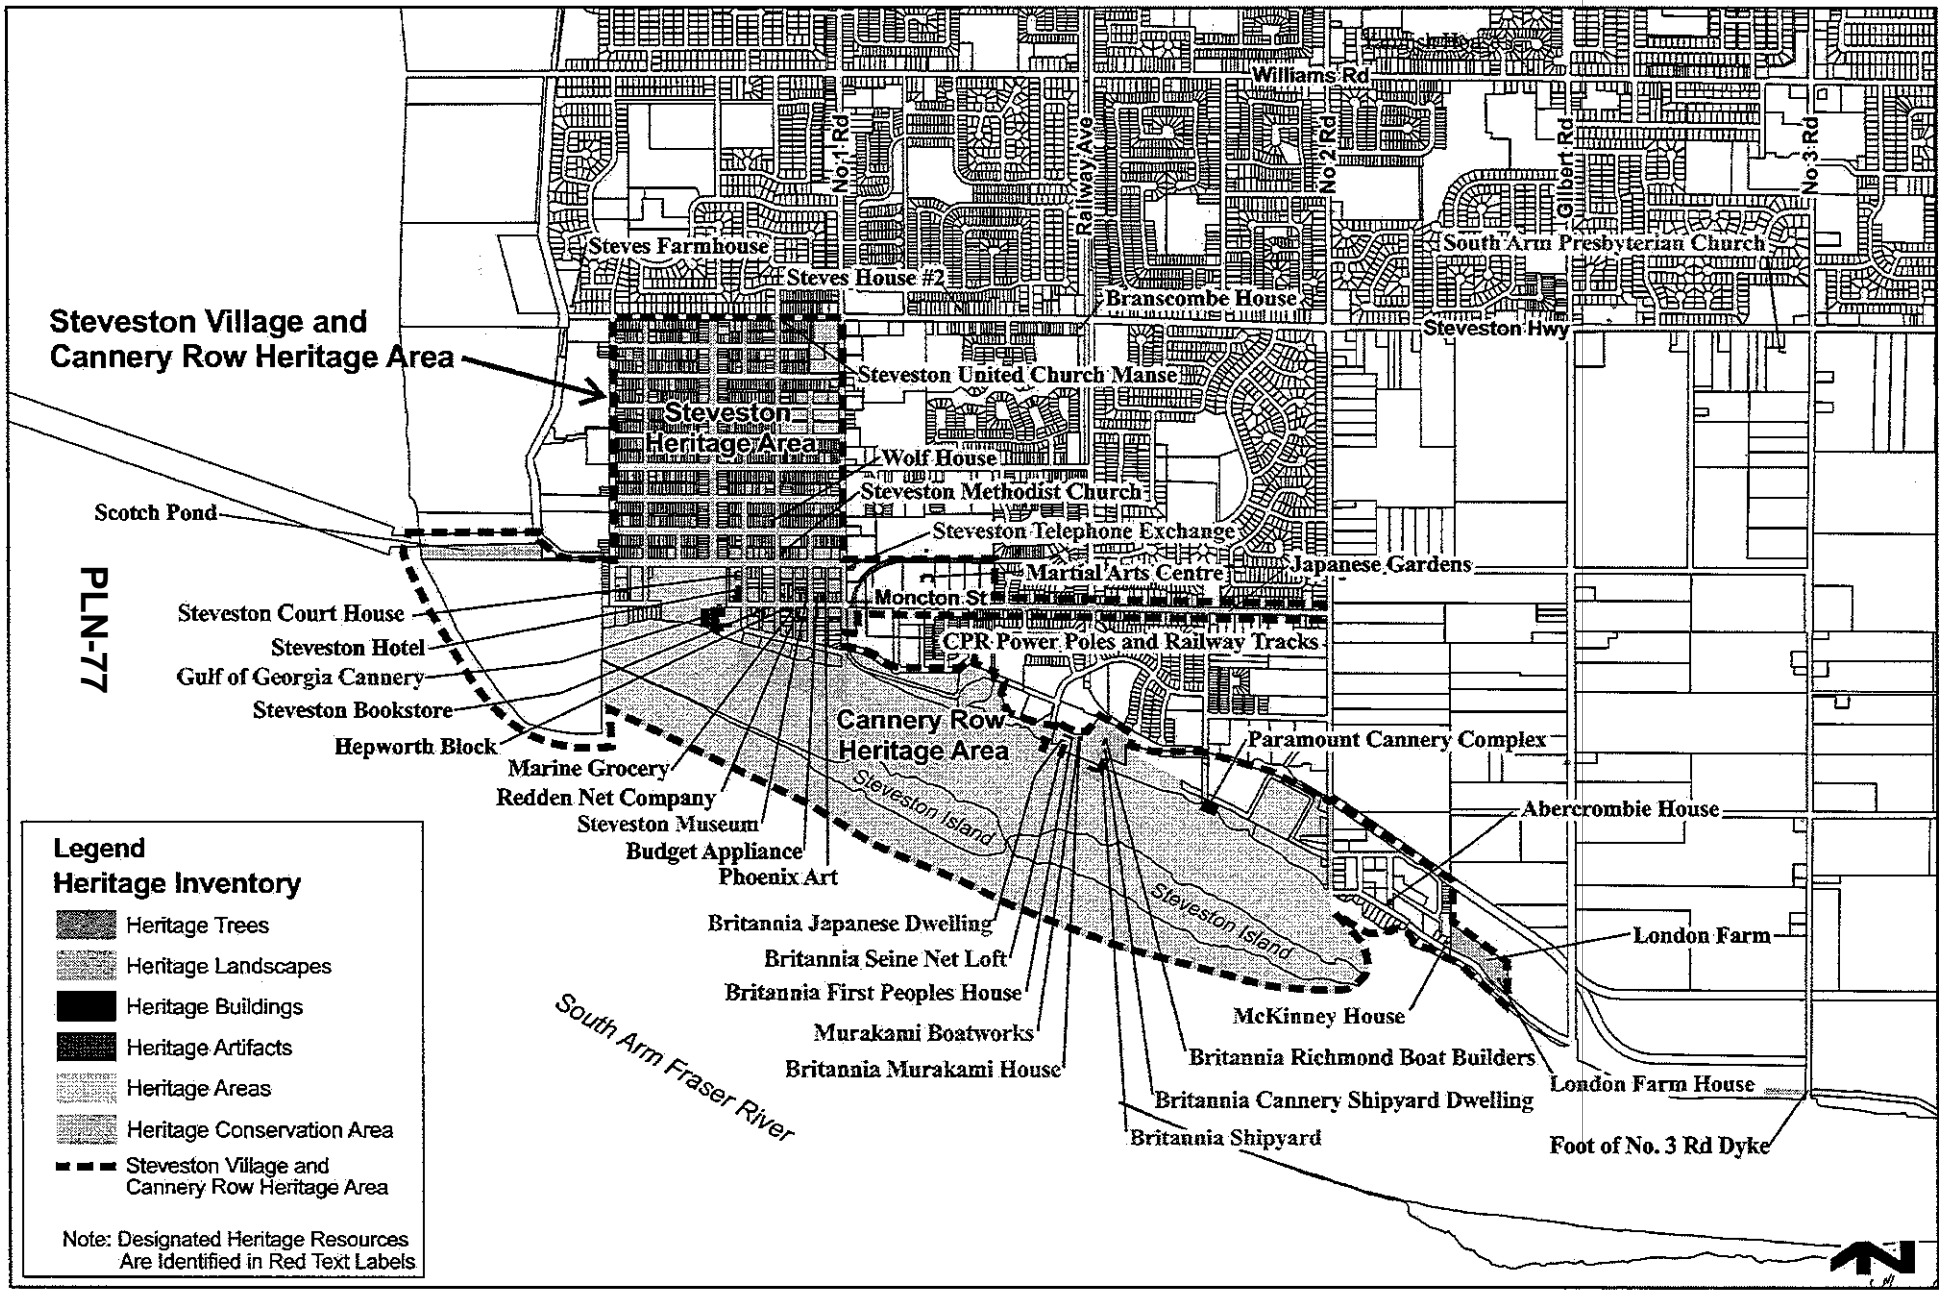 Williams Rd
No 1 Rd
Railway Ave
No 2 Rd
Gilbert Rd
No 3 Rd
Steves Farmhouse
South Arm Presbyterian Church
Steves House #2
Branscombe House
Steveston Hwy
Steveston Village and
Cannery Row Heritage Area
Steveston United Church Manse
Steveston
Heritage Area
Wolf House
Steveston Methodist Church
Scotch Pond
Steveston Telephone Exchange
Martial Arts Centre
Japanese Gardens
Moncton St
PLN-77
Steveston Court House
Steveston Hotel
CPR Power Poles and Railway Tracks
Gulf of Georgia Cannery
Steveston Bookstore
Hepworth Block
Cannery Row
Heritage Area
Paramount Cannery Complex
Marine Grocery
Redden Net Company
Steveston Museum
Budget Appliance
Phoenix Art
Steveston Island
Steveston Island
Abercrombie House
Britannia Japanese Dwelling
Britannia Seine Net Loft
Britannia First Peoples House
Murakami Boatworks
Britannia Murakami House
London Farm
McKinney House
Britannia Richmond Boat Builders
London Farm House
Britannia Cannery Shipyard Dwelling
Britannia Shipyard
Foot of No. 3 Rd Dyke
South Arm Fraser River
Legend
Heritage Inventory
Heritage Trees
Heritage Landscapes
Heritage Buildings
Heritage Artifacts
Heritage Areas
Heritage Conservation Area
Steveston Village and
Cannery Row Heritage Area
Note: Designated Heritage Resources
Are Identified in Red Text Labels
N